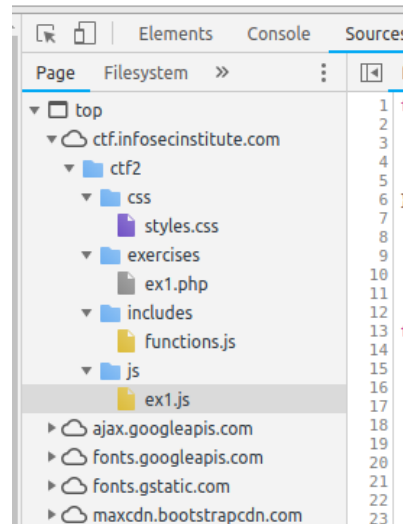 Elements Console Sources
Page Filesystem »
top
ctf.infosecinstitute.com
ctf2
css
styles.css
exercises
ex1.php
includes
functions.js
js
ex1.js
ajax.googleapis.com
fonts.googleapis.com
fonts.gstatic.com
maxcdn.bootstrapcdn.com
1
2
3
4
5
6 }
7
8
9
10
11
12
13
14
15
16
17
18
19
20
21
22
23